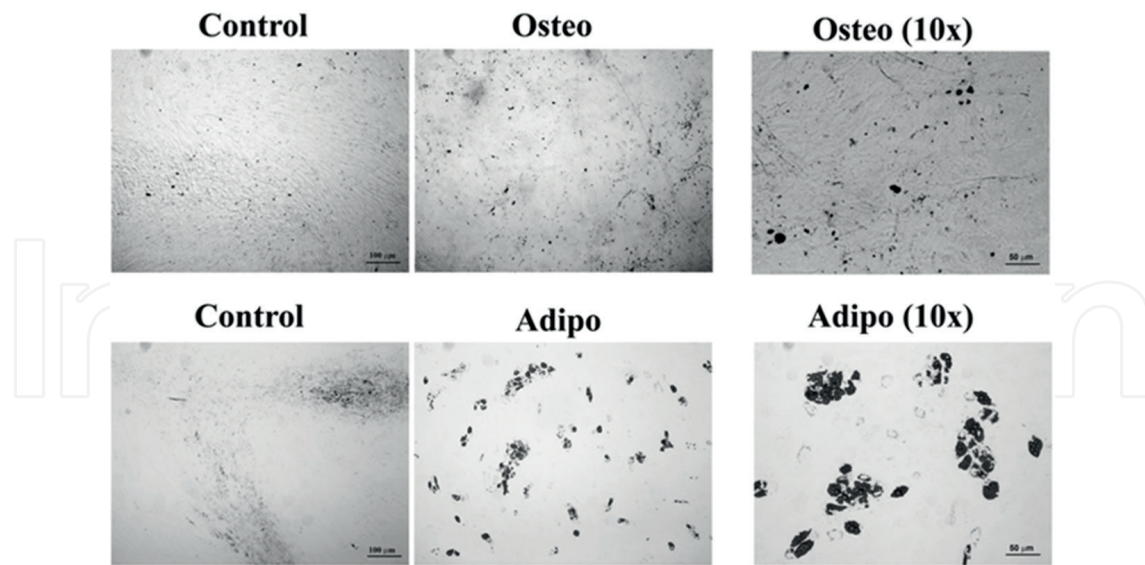 Control Osteo Osteo (10x)
100 µm
50 µm
Control Adipo Adipo (10x)
100 µm
50 µm